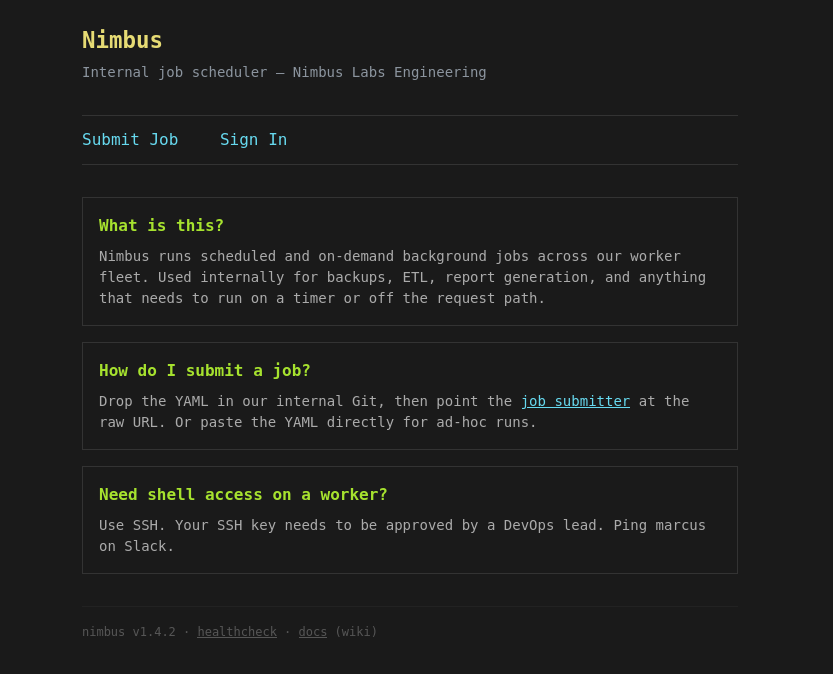 Nimbus
Internal job scheduler — Nimbus Labs Engineering
Submit Job Sign In
What is this?
Nimbus runs scheduled and on-demand background jobs across our worker
fleet. Used internally for backups, ETL, report generation, and anything
that needs to run on a timer or off the request path.
How do I submit a job?
Drop the YAML in our internal Git, then point the job submitter at the
raw URL. Or paste the YAML directly for ad-hoc runs.
Need shell access on a worker?
Use SSH. Your SSH key needs to be approved by a DevOps lead. Ping marcus
on Slack.
nimbus v1.4.2 · healthcheck · docs (wiki)